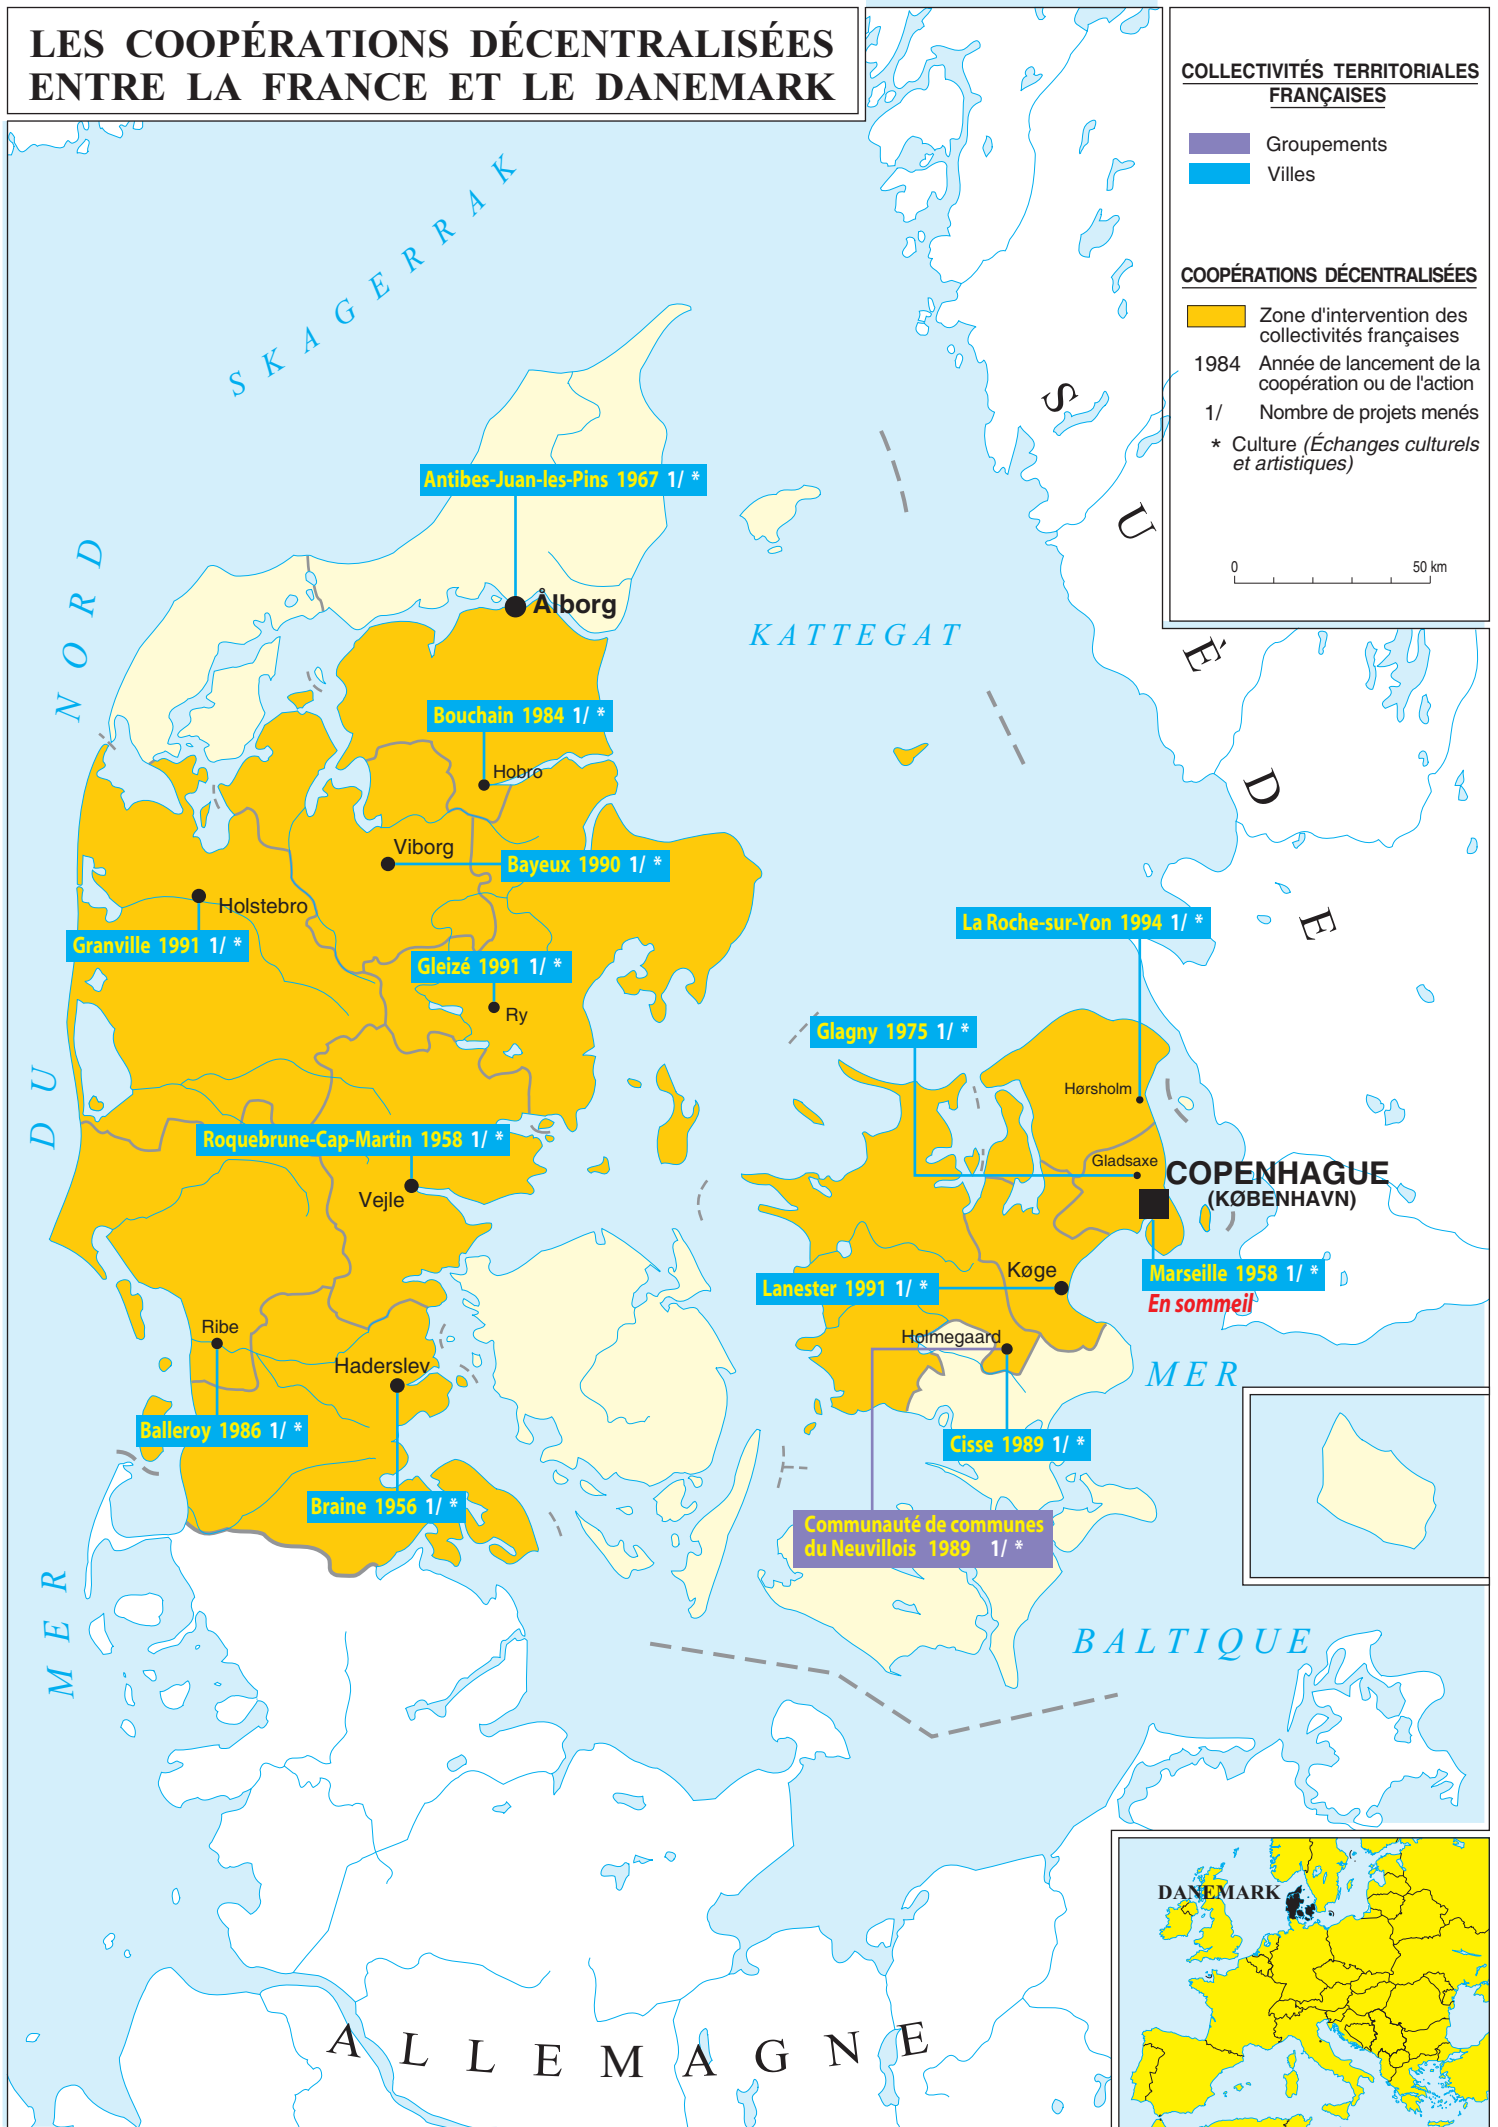 LES COOPÉRATIONS DÉCENTRALISÉES
ENTRE LA FRANCE ET LE DANEMARK
COLLECTIVITÉS TERRITORIALES
FRANÇAISES
Groupements
Villes
COOPÉRATIONS DÉCENTRALISÉES
Zone d'intervention des
collectivités françaises
1984 Année de lancement de la
coopération ou de l'action
1/ Nombre de projets menés
* Culture (Échanges culturels
et artistiques)
0 50 km
SKAGERRAK
SUÈDE
Antibes-Juan-les-Pins 1967 1/ *
Ålborg
KATTEGAT
MER DU NORD
Bouchain 1984 1/ *
Hobro
Viborg
Bayeux 1990 1/ *
Holstebro
Granville 1991 1/ *
Gleizé 1991 1/ *
Ry
La Roche-sur-Yon 1994 1/ *
Glagny 1975 1/ *
Hørsholm
Roquebrune-Cap-Martin 1958 1/ *
Vejle
Gladsaxe
COPENHAGUE
(KØBENHAVN)
Marseille 1958 1/ *
En sommeil
Køge
Lanester 1991 1/ *
Ribe
Holmegaard
Haderslev
Balleroy 1986 1/ *
Cisse 1989 1/ *
Braine 1956 1/ *
Communauté de communes
du Neuvillois 1989 1/ *
MER
BALTIQUE
DANEMARK
ALLEMAGNE